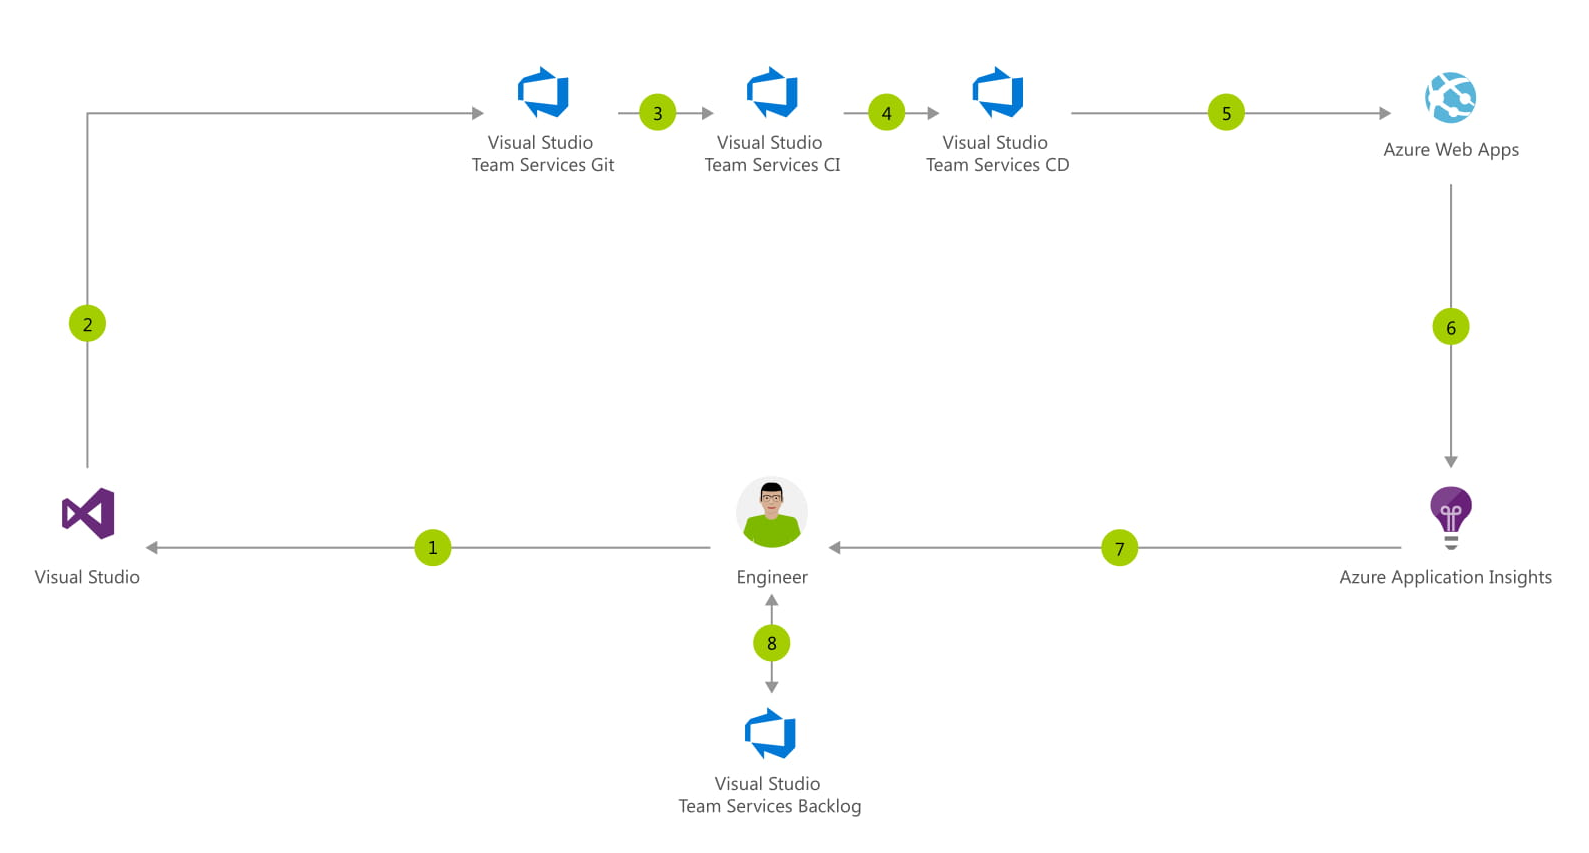 3
4
5
Visual Studio
Team Services Git
Visual Studio
Team Services CI
Visual Studio
Team Services CD
Azure Web Apps
2
6
1
7
Visual Studio
Engineer
Azure Application Insights
8
Visual Studio
Team Services Backlog